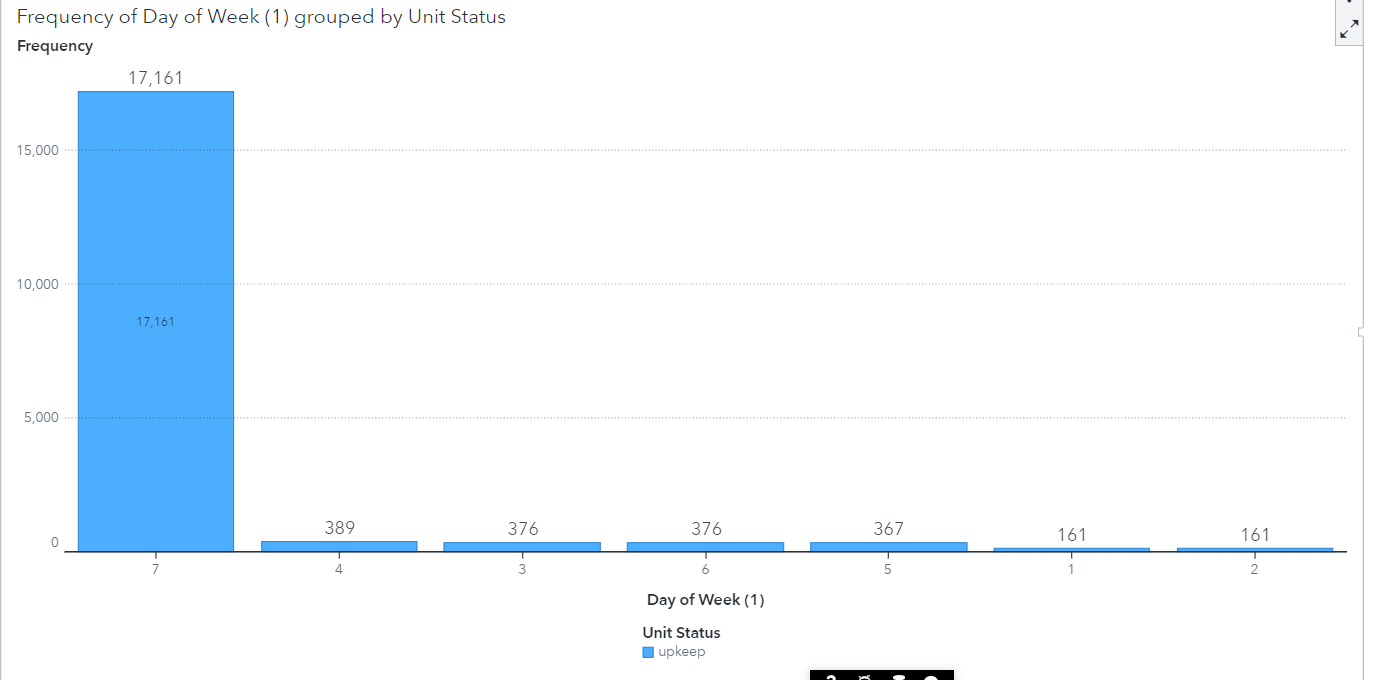 Frequency of Day of Week (1) grouped by Unit Status
Frequency
17,161
15,000
10,000
17,161
5,000
389 376 376 367 161 161
0
7 4 3 6 5 1 2
Day of Week (1)
Unit Status
upkeep